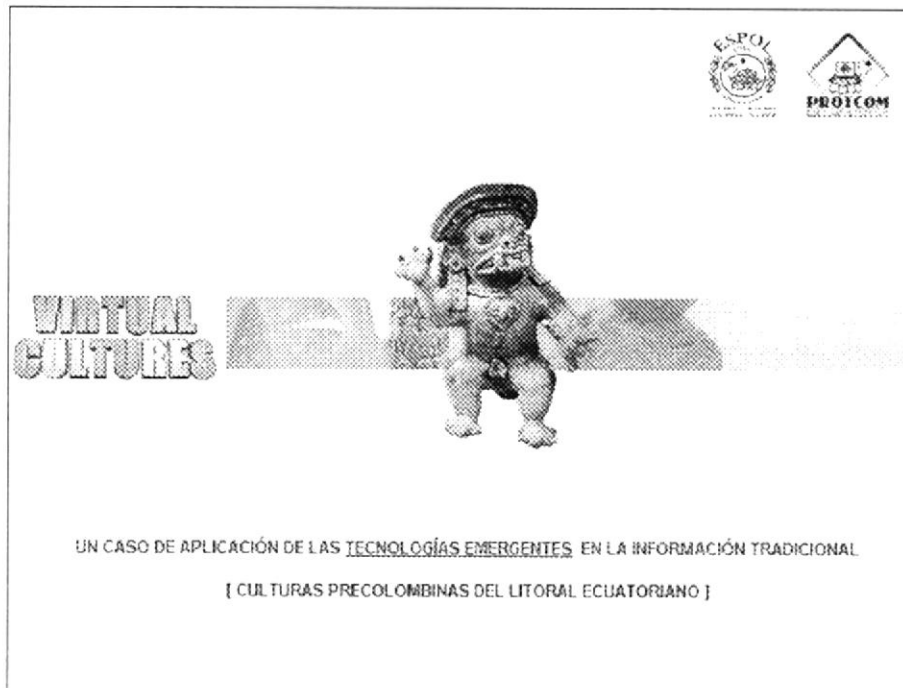 ESPOL
PROTCOM
VIRTUAL
CULTURES
UN CASO DE APLICACIÓN DE LAS TECNOLOGÍAS EMERGENTES EN LA INFORMACIÓN TRADICIONAL
[ CULTURAS PRECOLOMBINAS DEL LITORAL ECUATORIANO ]